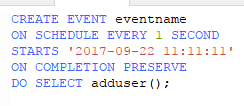 CREATE EVENT eventname
ON SCHEDULE EVERY 1 SECOND
STARTS '2017-09-22 11:11:11'
ON COMPLETION PRESERVE
DO SELECT adduser();